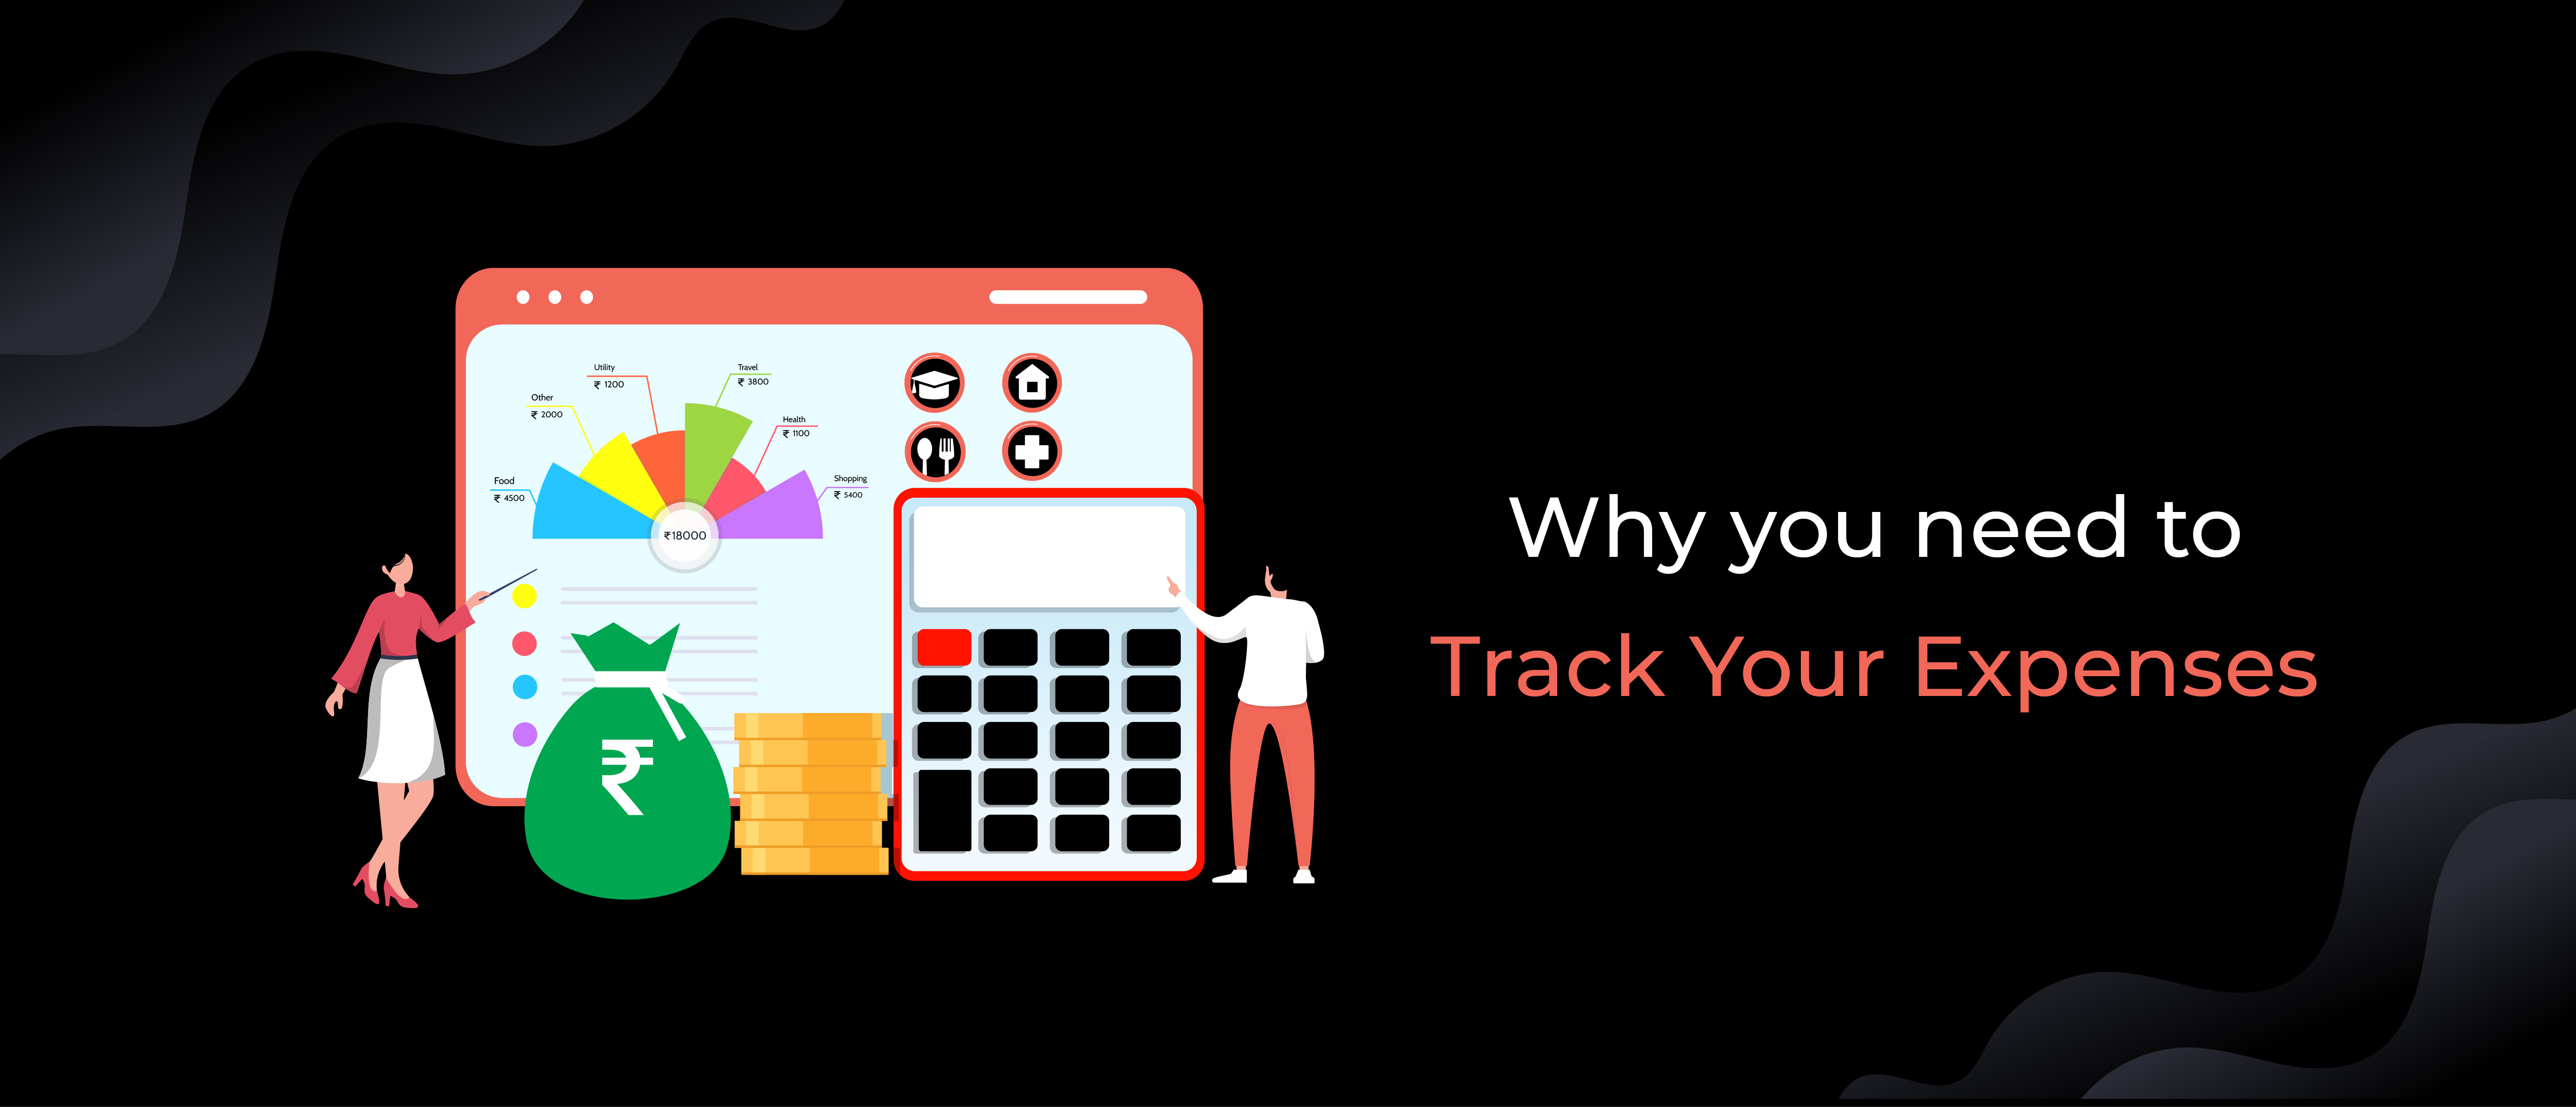 Utility
₹ 1200
Travel
₹ 3800
Other
₹ 2000
Health
₹ 1100
Food
₹ 4500
Shopping
₹ 5400
₹18000
₹
Why you need to
Track Your Expenses